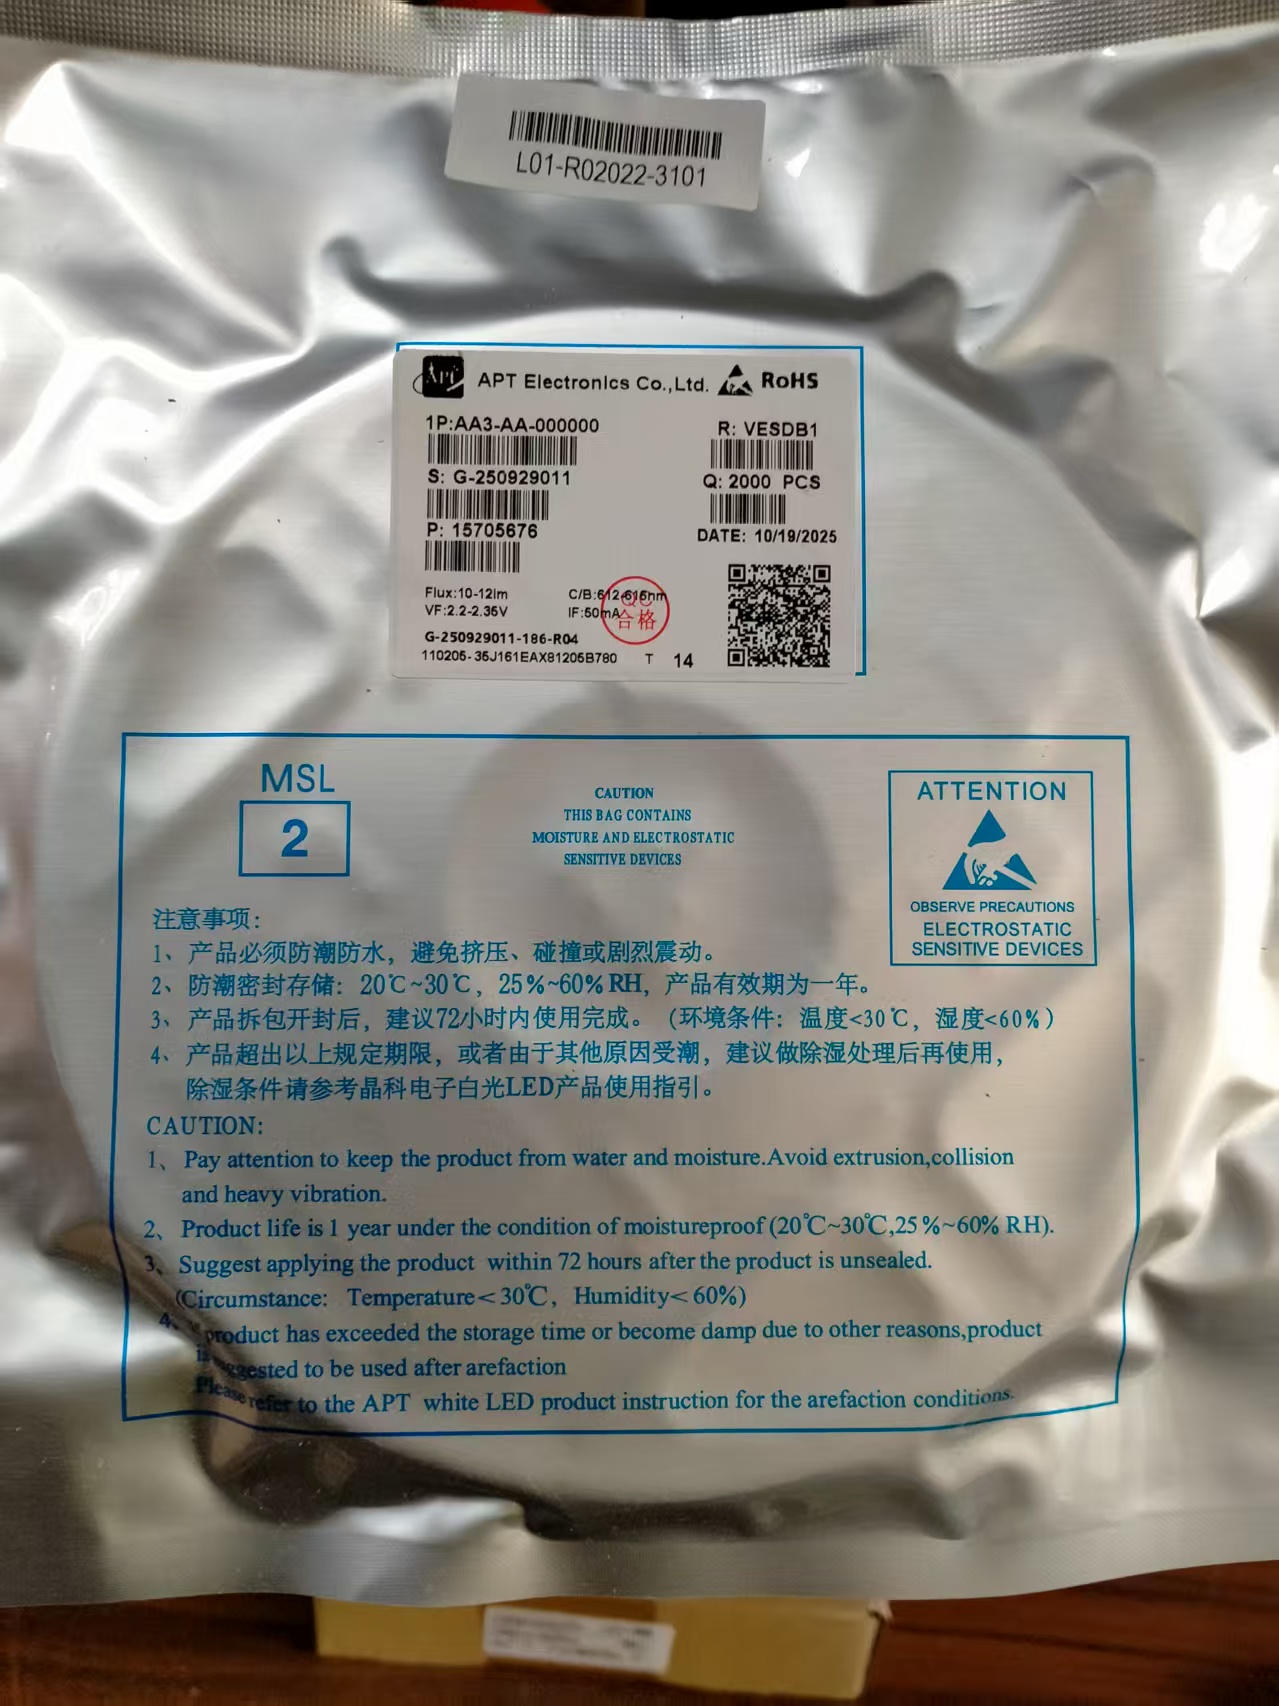 L01-R02022-3101
APT
APT Electronics Co.,Ltd. RoHS
1P:AA3-AA-000000
R: VESDB1
S: G-250929011
Q: 2000 PCS
P: 15705676
DATE: 10/19/2025
Flux:10-12lm C/B:612-616nm
VF:2.2-2.35V IF:50mA
QC
合格
G-250929011-186-R04
110205-35J161EAX81205B780 T 14
MSL
2
CAUTION
THIS BAG CONTAINS
MOISTURE AND ELECTROSTATIC
SENSITIVE DEVICES
ATTENTION
OBSERVE PRECAUTIONS
ELECTROSTATIC
SENSITIVE DEVICES
注意事项：
1、产品必须防潮防水，避免挤压、碰撞或剧烈震动。
2、防潮密封存储：20℃~30℃，25%~60%RH，产品有效期为一年。
3、产品拆包开封后，建议72小时内使用完成。（环境条件：温度<30℃，湿度<60%）
4、产品超出以上规定期限，或者由于其他原因受潮，建议做除湿处理后再使用，
除湿条件请参考晶科电子白光LED产品使用指引。
CAUTION:
1、Pay attention to keep the product from water and moisture.Avoid extrusion,collision
and heavy vibration.
2、Product life is 1 year under the condition of moistureproof (20℃~30℃,25%~60% RH).
3、Suggest applying the product within 72 hours after the product is unsealed.
(Circumstance: Temperature<30℃, Humidity<60%)
4、product has exceeded the storage time or become damp due to other reasons,product
is suggested to be used after arefaction
Please refer to the APT white LED product instruction for the arefaction conditions.